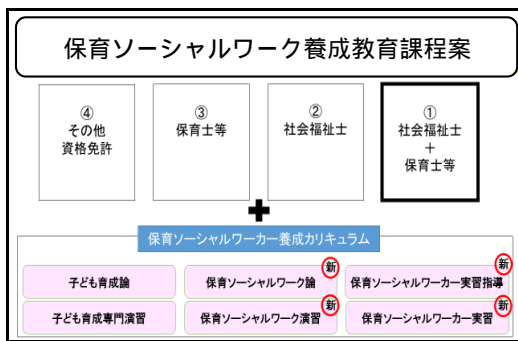 保育ソーシャルワーク養成教育課程案
④
その他
資格免許
③
保育士等
②
社会福祉士
①
社会福祉士
+
保育士等
+
保育ソーシャルワーカー養成カリキュラム
子ども育成論
保育ソーシャルワーク論
新
保育ソーシャルワーカー実習指導
新
子ども育成専門演習
保育ソーシャルワーク演習
新
保育ソーシャルワーカー実習
新